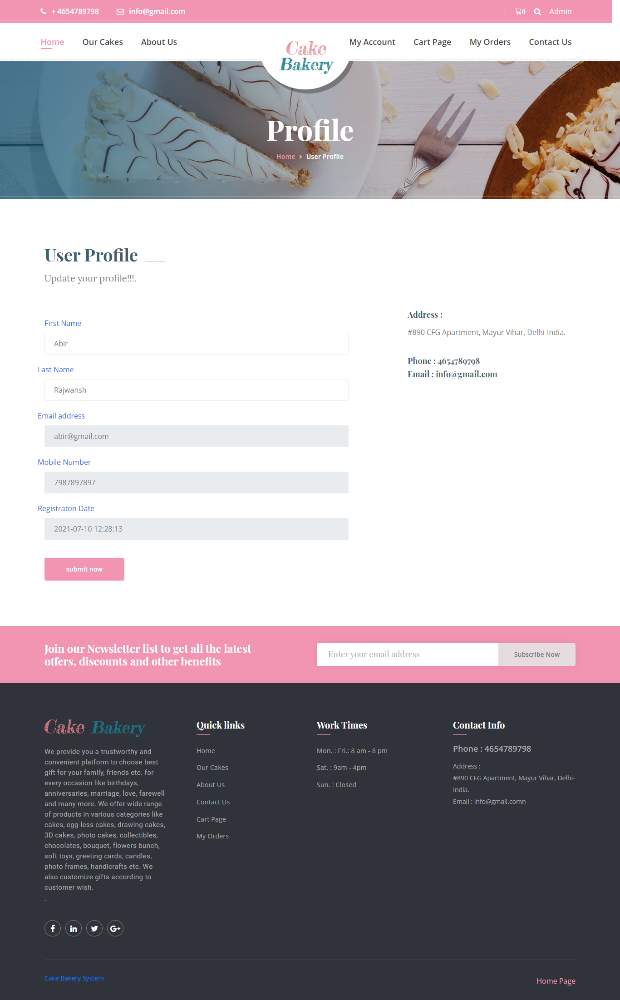 + 4654789798 info@gmail.com 0 Admin
Home Our Cakes About Us My Account Cart Page My Orders Contact Us
Cake
Bakery
Profile
Home > User Profile
User Profile
Update your profile!!!.
First Name
Abir
Last Name
Rajwansh
Email address
abir@gmail.com
Mobile Number
7987897897
Registraton Date
2021-07-10 12:28:13
submit now
Address :
#890 CFG Apartment, Mayur Vihar, Delhi-India.
Phone : 4654789798
Email : info@gmail.com
Join our Newsletter list to get all the latest
offers, discounts and other benefits
Enter your email address
Subscribe Now
Cake Bakery
We provide you a trustworthy and
convenient platform to choose best
gift for your family, friends etc. for
every occasion like birthdays,
anniversaries, marriage, love, farewell
and many more. We offer wide range
of products in various categories like
cakes, egg-less cakes, drawing cakes,
3D cakes, photo cakes, collectibles,
chocolates, bouquet, flowers bunch,
soft toys, greeting cards, candles,
photo frames, handicrafts etc. We
also customize gifts according to
customer wish.
.
Quick links
Home
Our Cakes
About Us
Contact Us
Cart Page
My Orders
Work Times
Mon. : Fri.: 8 am - 8 pm
Sat. : 9am - 4pm
Sun. : Closed
Contact Info
Phone : 4654789798
Address :
#890 CFG Apartment, Mayur Vihar, Delhi-
India.
Email : info@gmail.comn
Cake Bakery System
Home Page